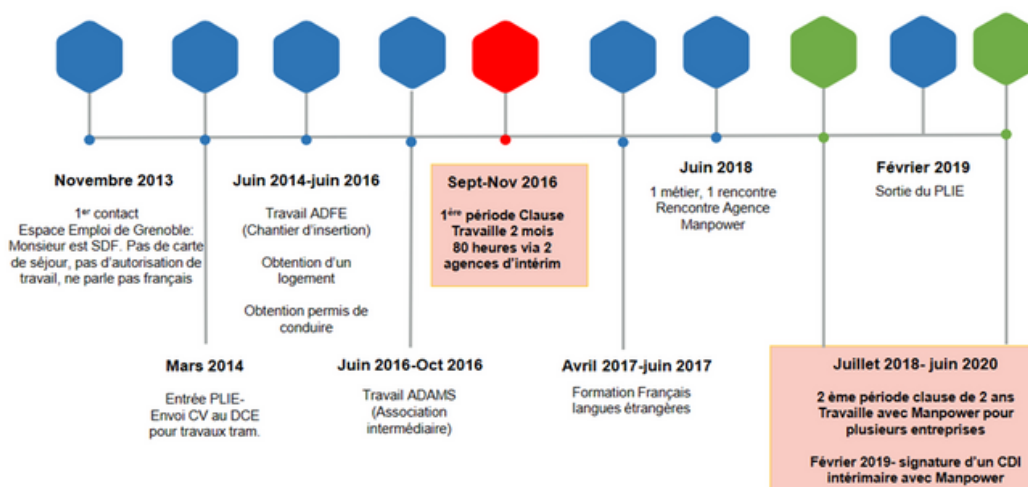 Novembre 2013
1er contact
Espace Emploi de Grenoble:
Monsieur est SDF. Pas de carte
de séjour, pas d'autorisation de
travail, ne parle pas français
Mars 2014
Entrée PLIE-
Envoi CV au DCE
pour travaux tram.
Juin 2014-juin 2016
Travail ADFE
(Chantier d'insertion)
Obtention d'un
logement
Obtention permis de
conduire
Juin 2016-Oct 2016
Travail ADAMS
(Association
intermédiaire)
Sept-Nov 2016
1ère période Clause
Travaille 2 mois
80 heures via 2
agences d'intérim
Avril 2017-juin 2017
Formation Français
langues étrangères
Juin 2018
1 métier, 1 rencontre
Rencontre Agence
Manpower
Février 2019
Sortie du PLIE
Juillet 2018- juin 2020
2 ème période clause de 2 ans
Travaille avec Manpower pour
plusieurs entreprises
Février 2019- signature d'un CDI
intérimaire avec Manpower